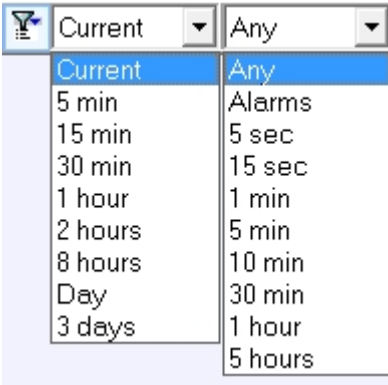 Current Any
Current
5 min
15 min
30 min
1 hour
2 hours
8 hours
Day
3 days
Any
Alarms
5 sec
15 sec
1 min
5 min
10 min
30 min
1 hour
5 hours